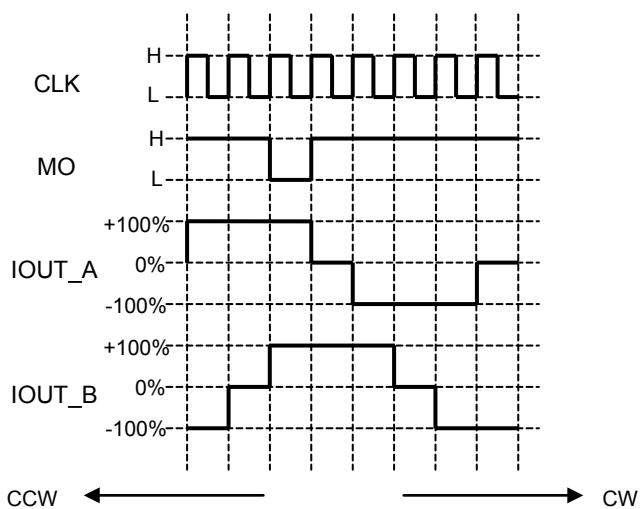 CLK
H
L
MO
H
L
IOUT_A
+100%
0%
-100%
IOUT_B
+100%
0%
-100%
CCW
CW